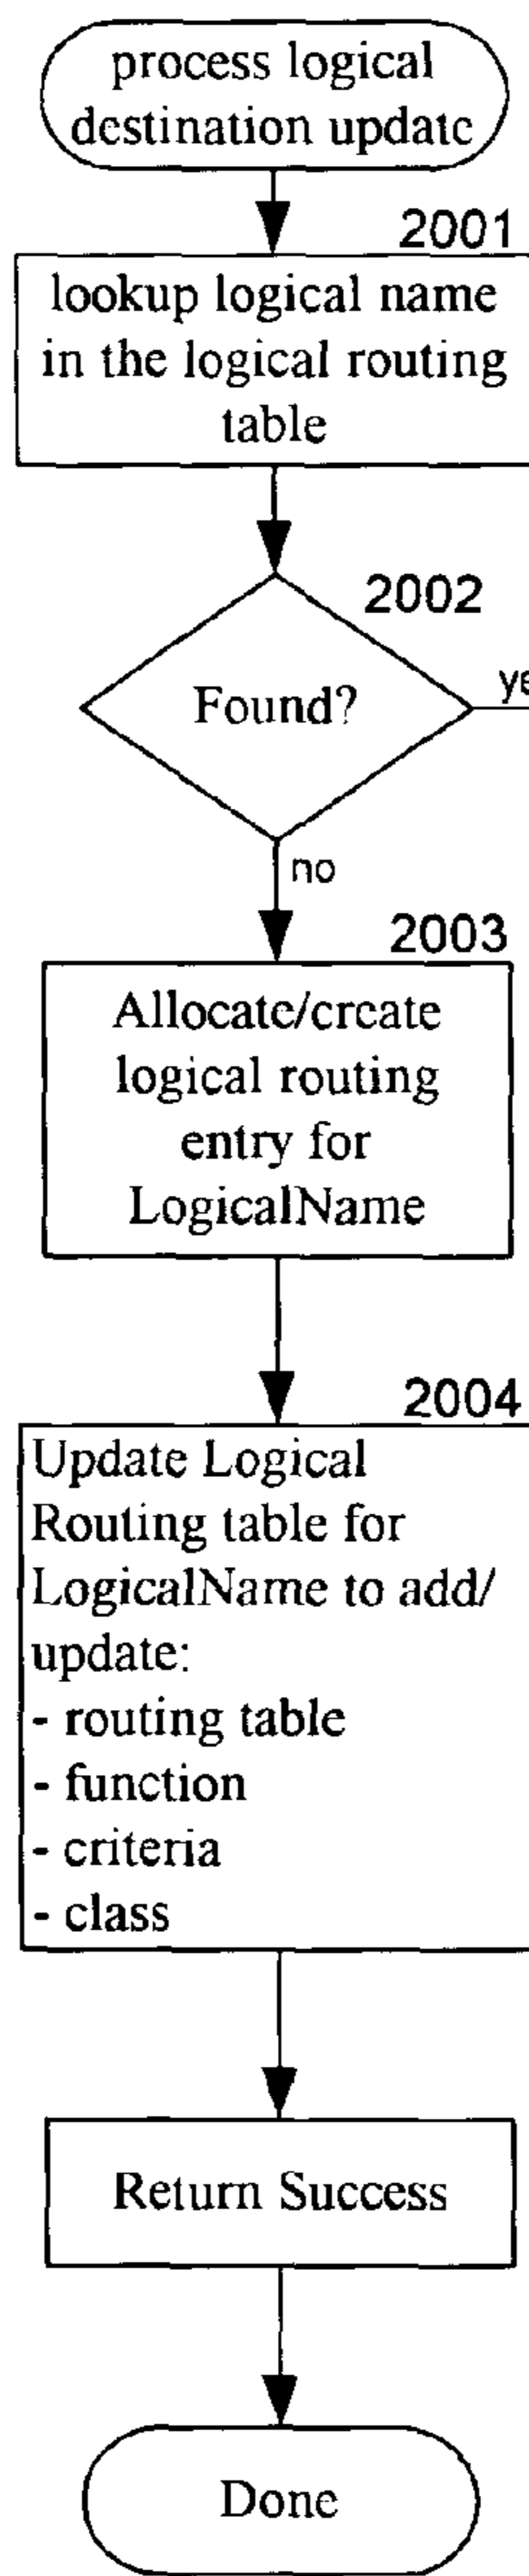 process logical
destination update
2001
lookup logical name
in the logical routing
table
2002
Found?
ye
no
2003
Allocate/create
logical routing
entry for
LogicalName
2004
Update Logical
Routing table for
LogicalName to add/
update:
- routing table
- function
- criteria
- class
Return Success
Done